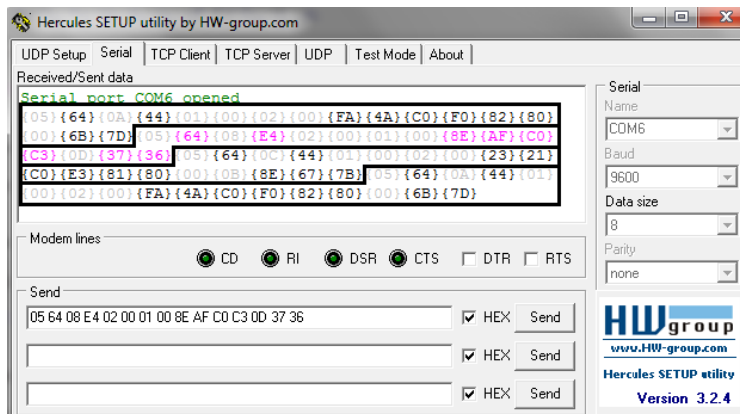 Hercules SETUP utility by HW-group.com
UDP Setup Serial TCP Client TCP Server UDP Test Mode About
Received/Sent data
Serial port COM6 opened
{05}{64}{0A}{44}{01}{00}{02}{00}{FA}{4A}{C0}{F0}{82}{80}
{00}{6B}{7D}{05}{64}{08}{E4}{02}{00}{01}{00}{8E}{AF}{C0}
{C3}{0D}{37}{36}{05}{64}{0C}{44}{01}{00}{02}{00}{23}{21}
{C0}{E3}{81}{80}{00}{0B}{8E}{67}{7B}{05}{64}{0A}{44}{01}
{00}{02}{00}{FA}{4A}{C0}{F0}{82}{80}{00}{6B}{7D}
Serial
Name
COM6
Baud
9600
Data size
8
Parity
none
Modem lines
CD RI DSR CTS DTR RTS
Send
05 64 08 E4 02 00 01 00 8E AF C0 C3 0D 37 36 HEX Send
HEX Send
HEX Send
HW group
www.HW-group.com
Hercules SETUP utility
Version 3.2.4